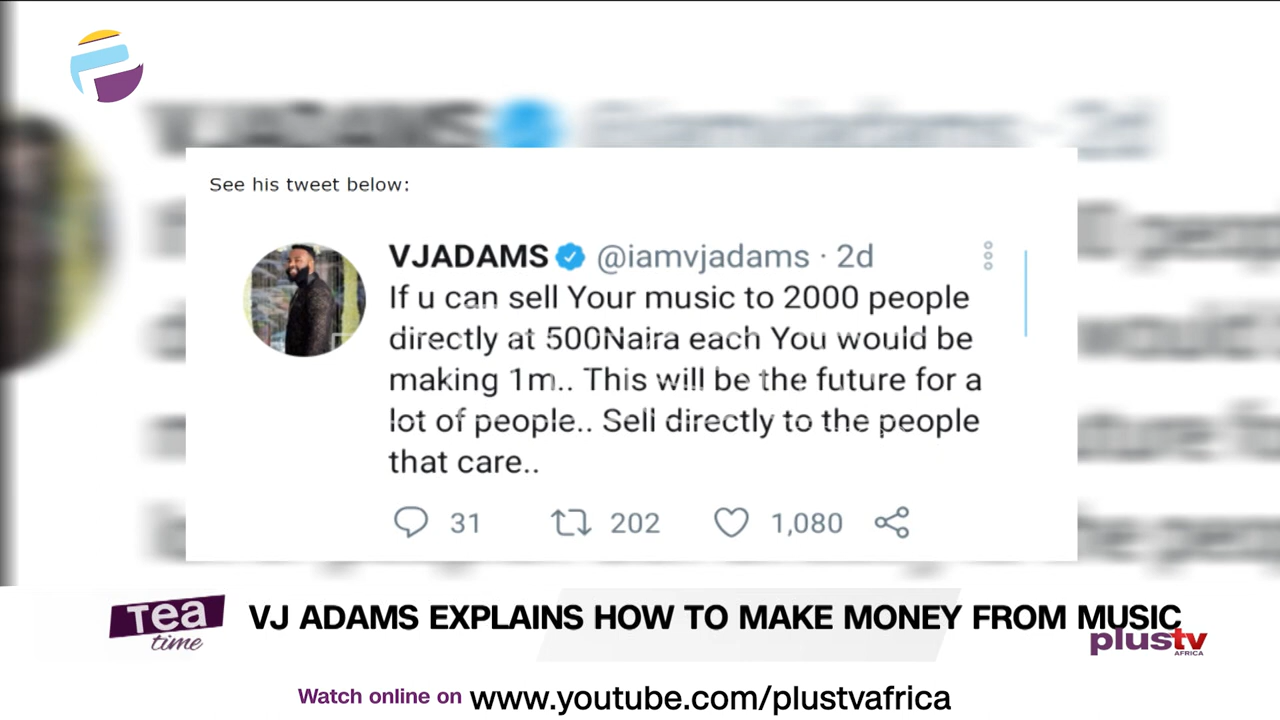 See his tweet below:
VJADAMS @iamvjadams · 2d
If u can sell Your music to 2000 people
directly at 500Naira each You would be
making 1m.. This will be the future for a
lot of people.. Sell directly to the people
that care..
31 202 1,080
Tea
time
VJ ADAMS EXPLAINS HOW TO MAKE MONEY FROM MUSIC
plustv
AFRICA
Watch online on www.youtube.com/plustvafrica